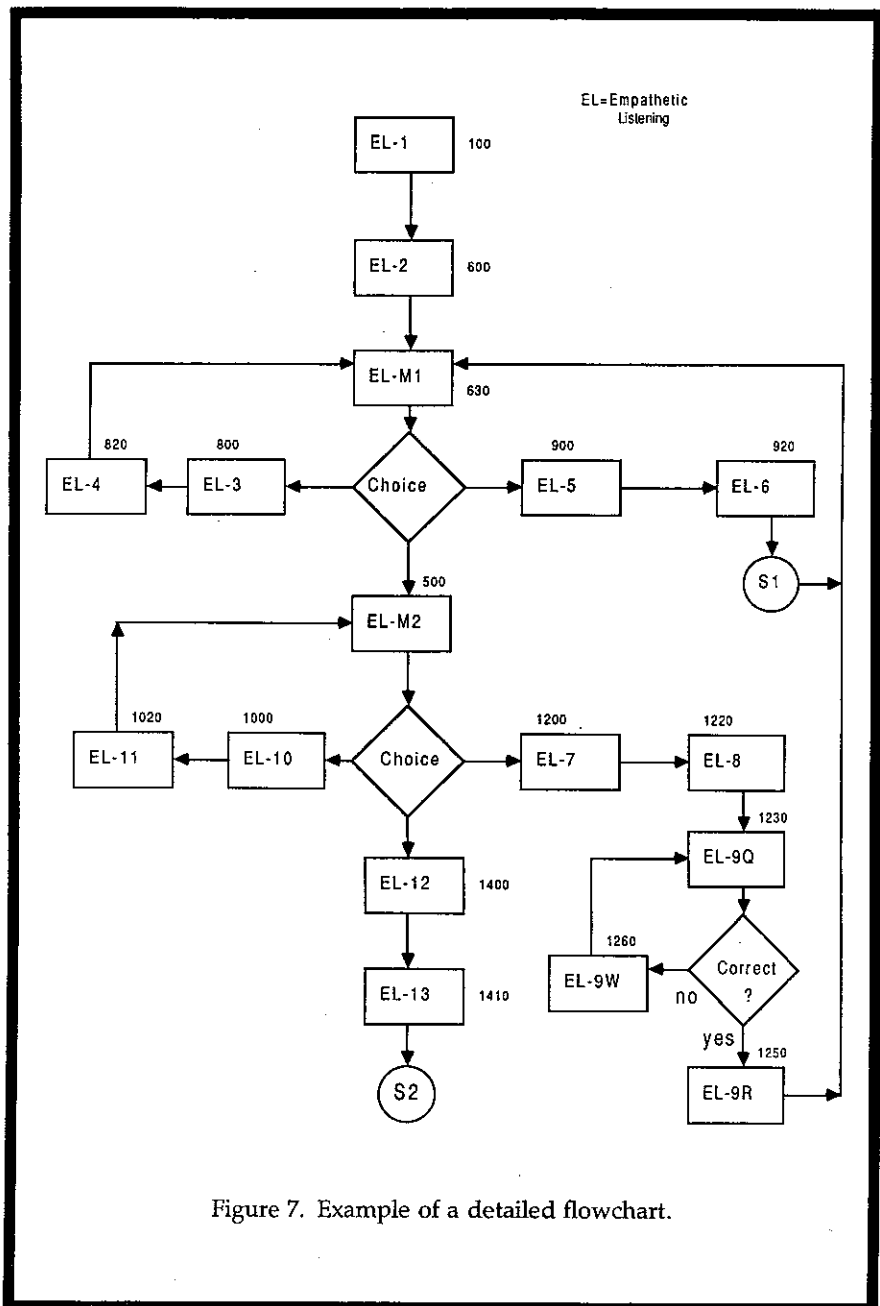 EL=Empathetic
Listening
EL-1
100
EL-2
600
EL-M1
630
820
800
900
920
EL-4
EL-3
Choice
EL-5
EL-6
S1
500
EL-M2
1020
1000
1200
1220
EL-11
EL-10
Choice
EL-7
EL-8
1230
EL-9Q
EL-12
1400
1260
EL-9W
Correct
?
no
EL-13
1410
yes
1250
S2
EL-9R
Figure 7. Example of a detailed flowchart.